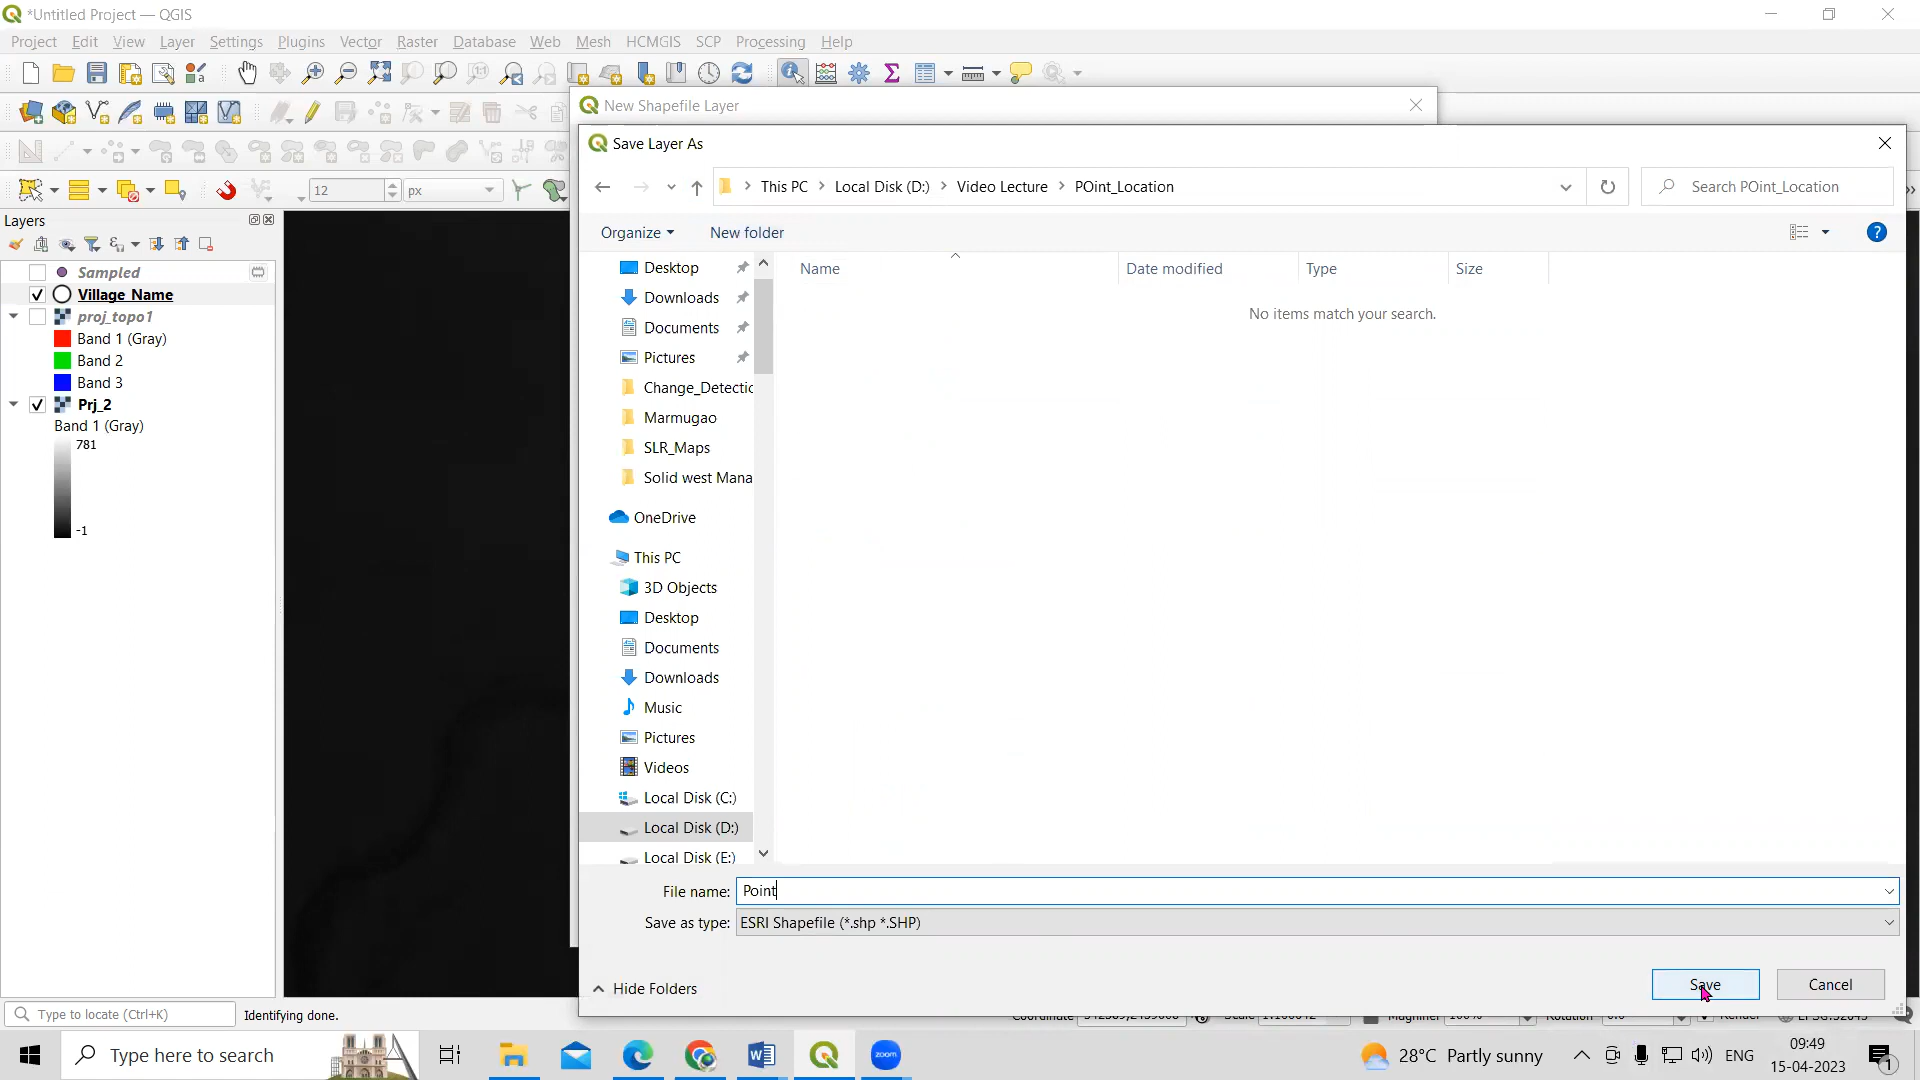 *Untitled Project — QGIS
Project Edit View Layer Settings Plugins Vector Raster Database Web Mesh HCMGIS SCP Processing Help
New Shapefile Layer
Save Layer As
12 px
This PC Local Disk (D:) Video Lecture POint_Location
Search POint_Location
Layers
Organize New folder
Sampled
Village_Name
proj_topo1
Band 1 (Gray)
Band 2
Band 3
Prj_2
Band 1 (Gray)
781
-1
Desktop
Downloads
Documents
Pictures
Change_Detectic
Marmugao
SLR_Maps
Solid west Mana
OneDrive
This PC
3D Objects
Desktop
Documents
Downloads
Music
Pictures
Videos
Local Disk (C:)
Local Disk (D:)
Local Disk (E:)
Name Date modified Type Size
No items match your search.
File name: Point
Save as type: ESRI Shapefile (*.shp *.SHP)
Hide Folders
Save Cancel
Type to locate (Ctrl+K) Identifying done.
Type here to search
zoom
28°C Partly sunny
ENG
09:49
15-04-2023
1